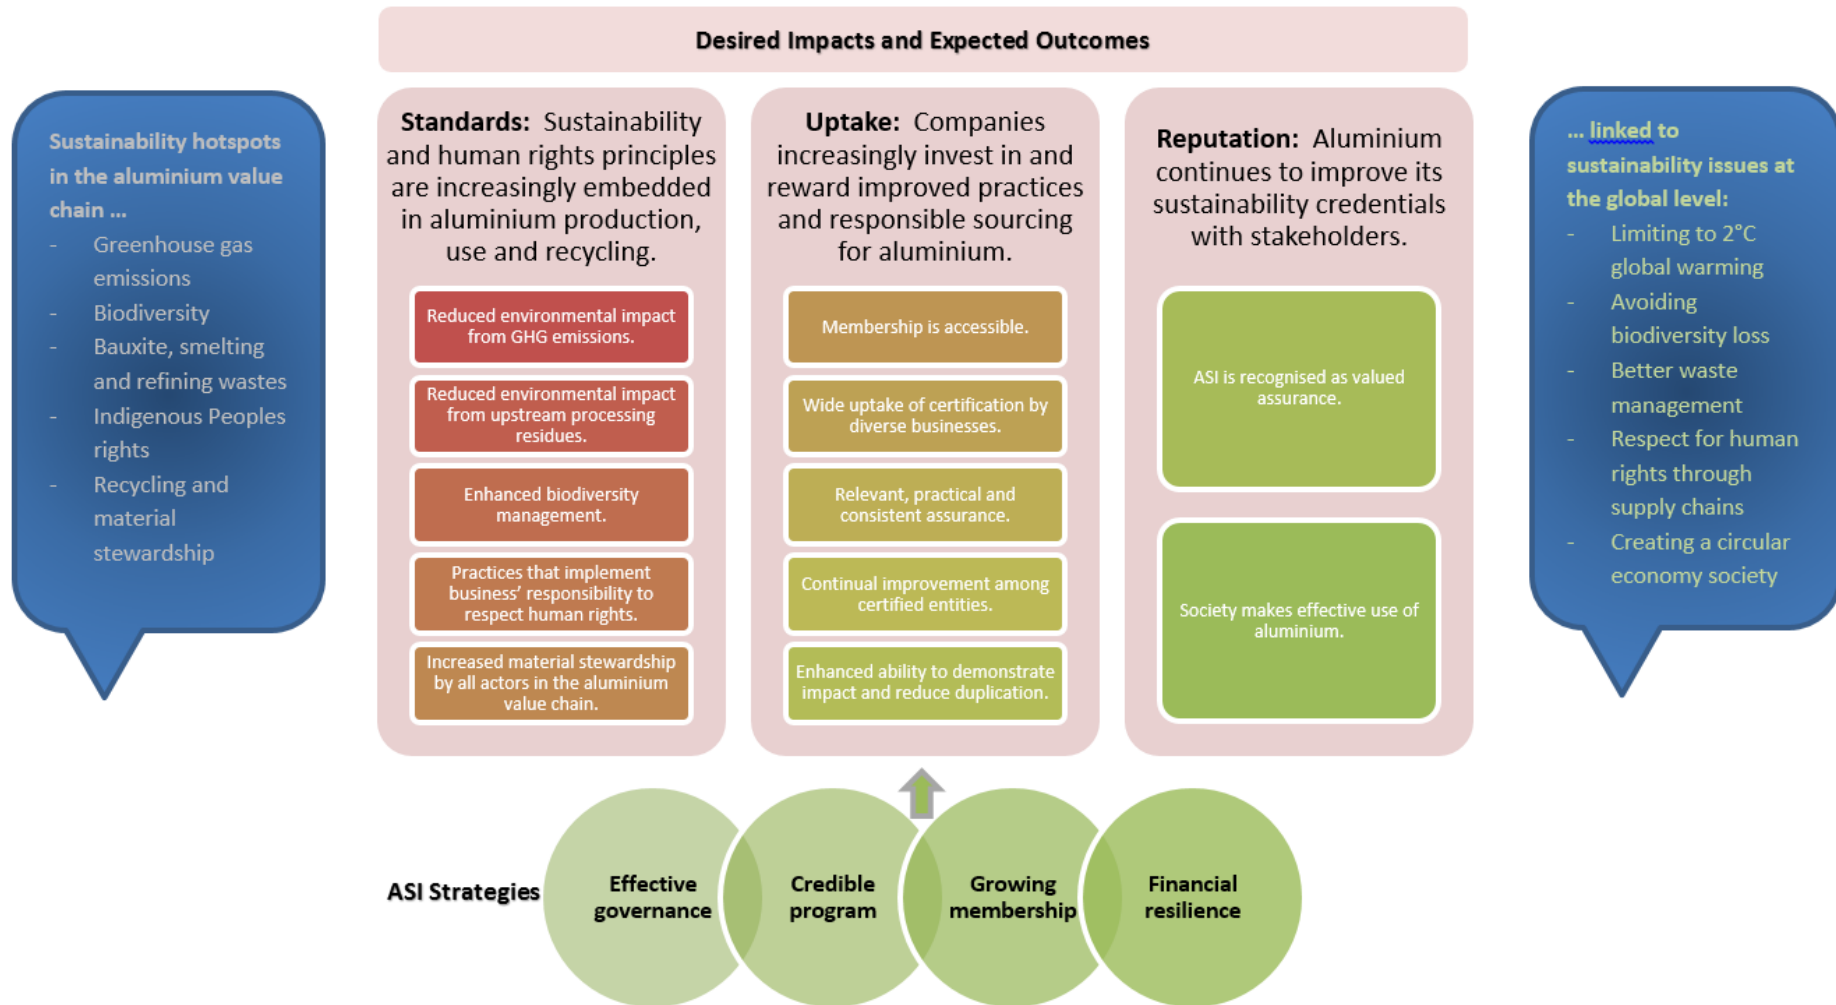 Desired Impacts and Expected Outcomes
Sustainability hotspots
in the aluminium value
chain ...
- Greenhouse gas
emissions
- Biodiversity
- Bauxite, smelting
and refining wastes
- Indigenous Peoples
rights
- Recycling and
material
stewardship
Standards: Sustainability
and human rights principles
are increasingly embedded
in aluminium production,
use and recycling.
Reduced environmental impact
from GHG emissions.
Reduced environmental impact
from upstream processing
residues.
Enhanced biodiversity
management.
Practices that implement
business’ responsibility to
respect human rights.
Increased material stewardship
by all actors in the aluminium
value chain.
Uptake: Companies
increasingly invest in and
reward improved practices
and responsible sourcing
for aluminium.
Membership is accessible.
Wide uptake of certification by
diverse businesses.
Relevant, practical and
consistent assurance.
Continual improvement among
certified entities.
Enhanced ability to demonstrate
impact and reduce duplication.
Reputation: Aluminium
continues to improve its
sustainability credentials
with stakeholders.
ASI is recognised as valued
assurance.
Society makes effective use of
aluminium.
... linked to
sustainability issues at
the global level:
- Limiting to 2°C
global warming
- Avoiding
biodiversity loss
- Better waste
management
- Respect for human
rights through
supply chains
- Creating a circular
economy society
ASI Strategies
Effective
governance
Credible
program
Growing
membership
Financial
resilience